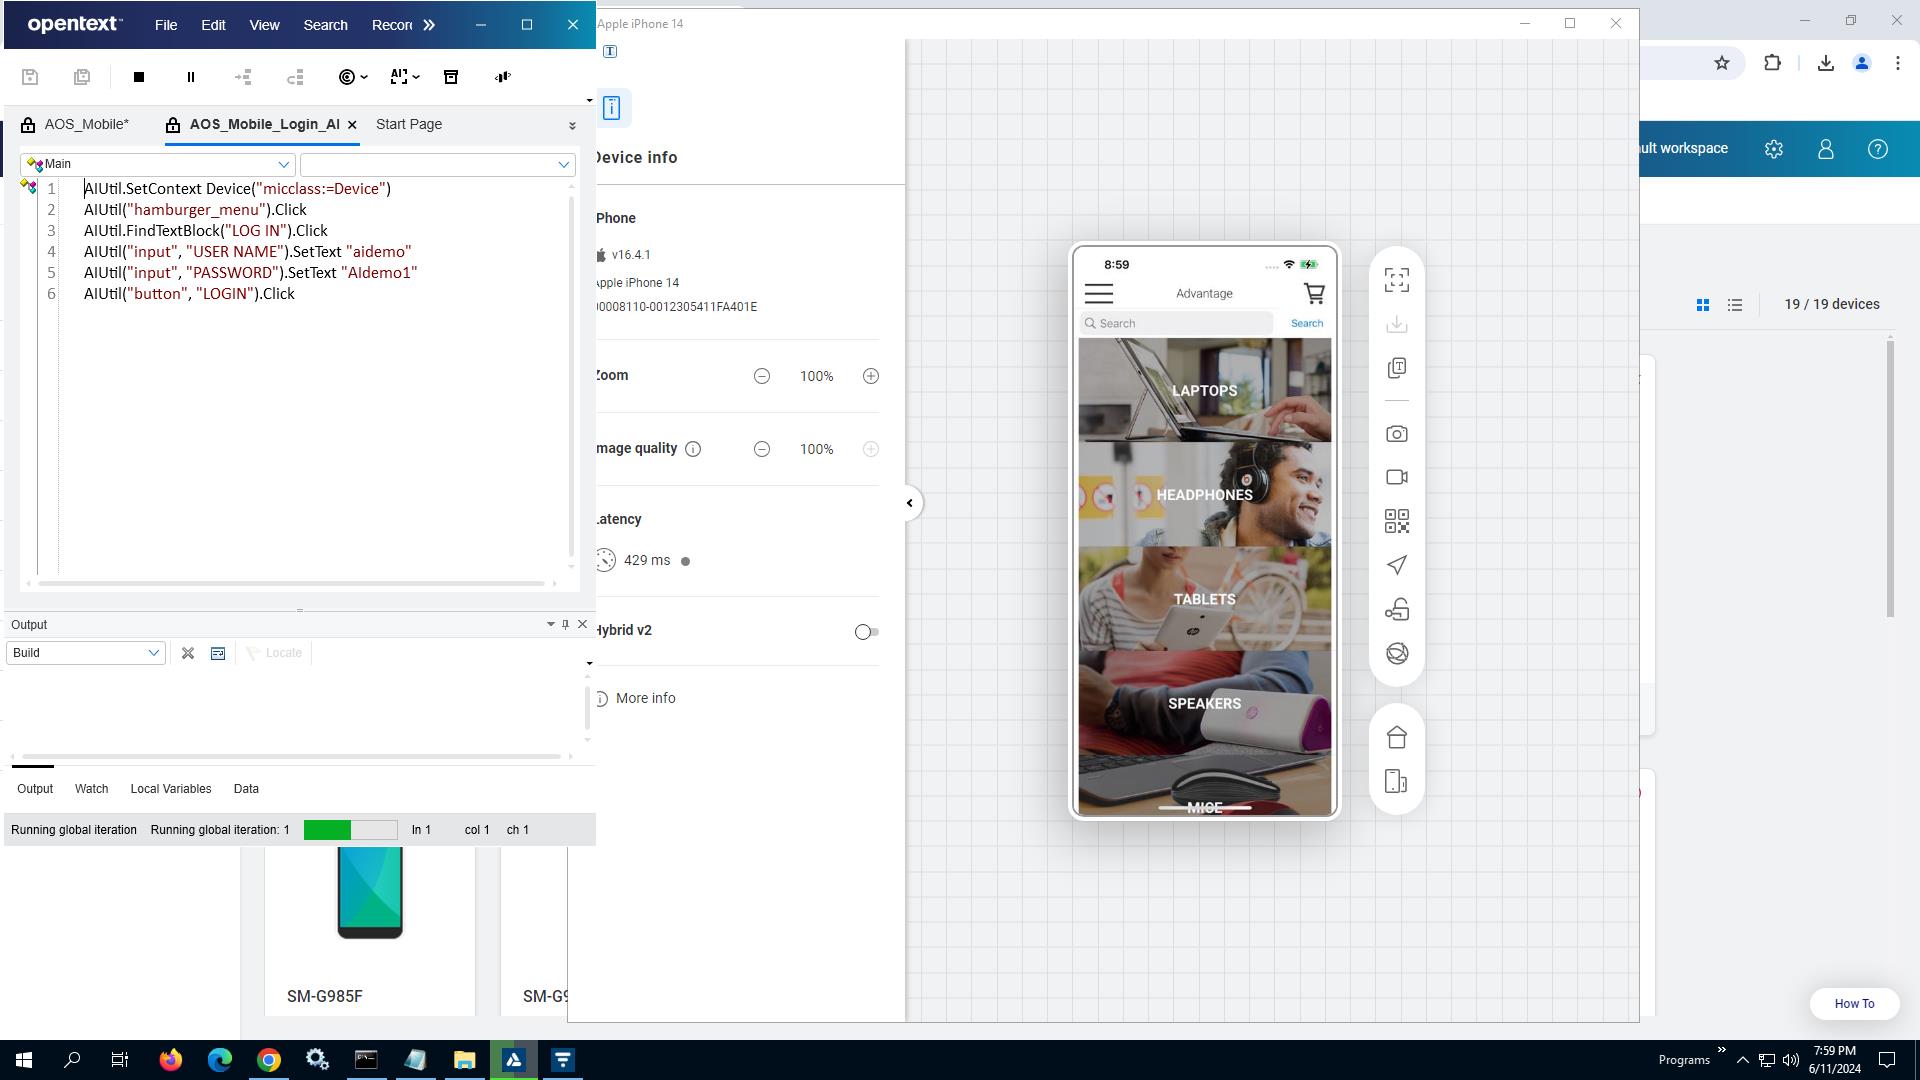 opentext™
File Edit View Search Recor
AOS_Mobile* AOS_Mobile_Login_AI Start Page
Main
1 AIUtil.SetContext Device("micclass:=Device")
2 AIUtil("hamburger_menu").Click
3 AIUtil.FindTextBlock("LOG IN").Click
4 AIUtil("input", "USER NAME").SetText "aidemo"
5 AIUtil("input", "PASSWORD").SetText "AIdemo1"
6 AIUtil("button", "LOGIN").Click
Output
Build
Locate
Output Watch Local Variables Data
Running global iteration Running global iteration: 1 ln 1 col 1 ch 1
SM-G985F
SM-G9
Apple iPhone 14
Device info
iPhone
v16.4.1
Apple iPhone 14
00008110-0012305411FA401E
Zoom 100%
Image quality 100%
Latency
429 ms
Hybrid v2
More info
8:59
Advantage
Search Search
LAPTOPS
HEADPHONES
TABLETS
hp
SPEAKERS
MICE
ult workspace
19 / 19 devices
How To
Programs
7:59 PM
6/11/2024